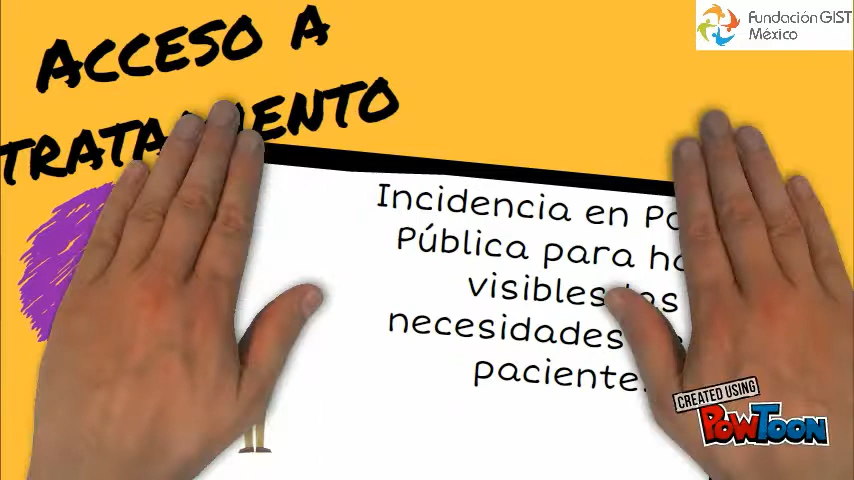 Acceso a
Fundación GIST
México
Incidencia en
Pública para
visibles
necesidades
paciente
CREATED USING
POWTOON